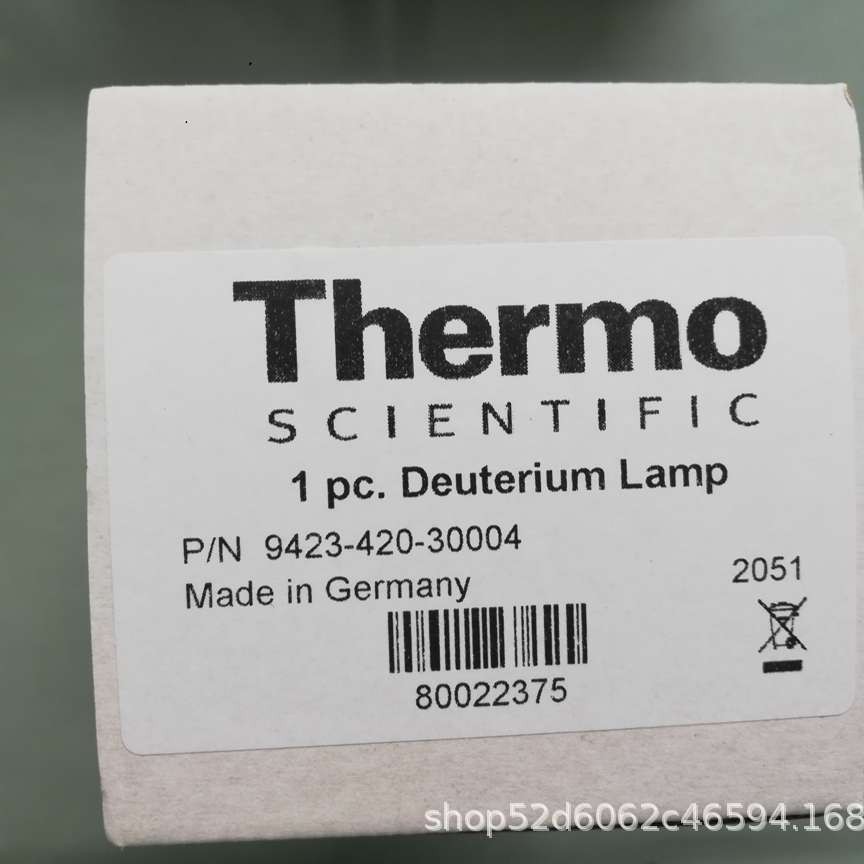 Thermo
SCIENTIFIC
1 pc. Deuterium Lamp
P/N 9423-420-30004
Made in Germany
2051
80022375
shop52d6062c46594.168